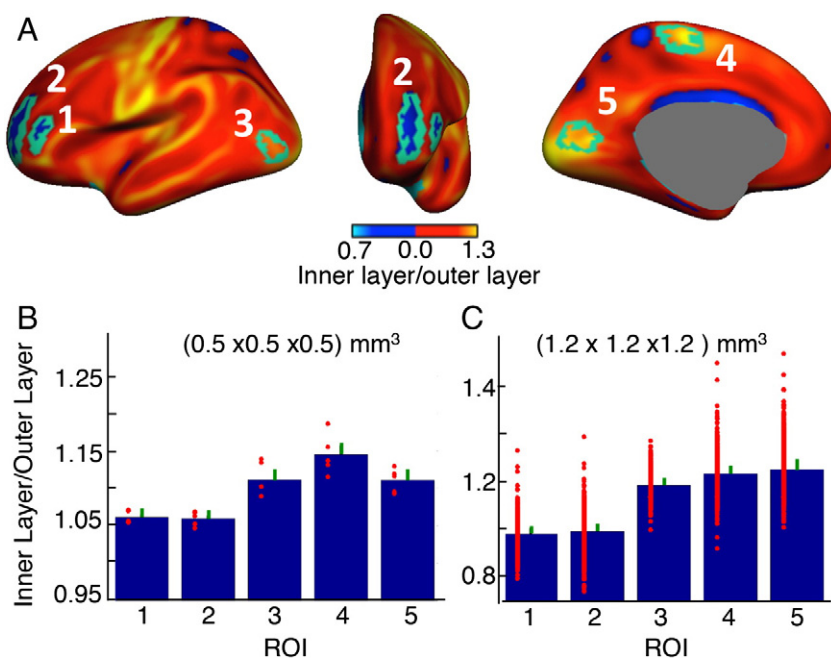 A
2
1
3
2
4
5
0.7 0.0 1.3
Inner layer/outer layer
B
(0.5 x0.5 x0.5) mm³
Inner Layer/Outer Layer
1.25
1.15
1.05
0.95
1 2 3 4 5
ROI
C
(1.2 x 1.2 x1.2 ) mm³
1.4
1.2
0.8
1 2 3 4 5
ROI